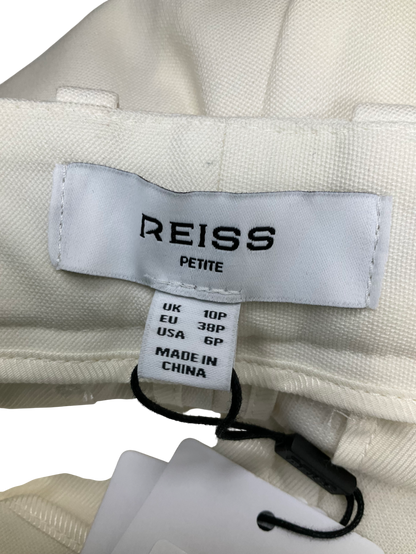 REISS
PETITE
UK 10P
EU 38P
USA 6P
MADE IN
CHINA